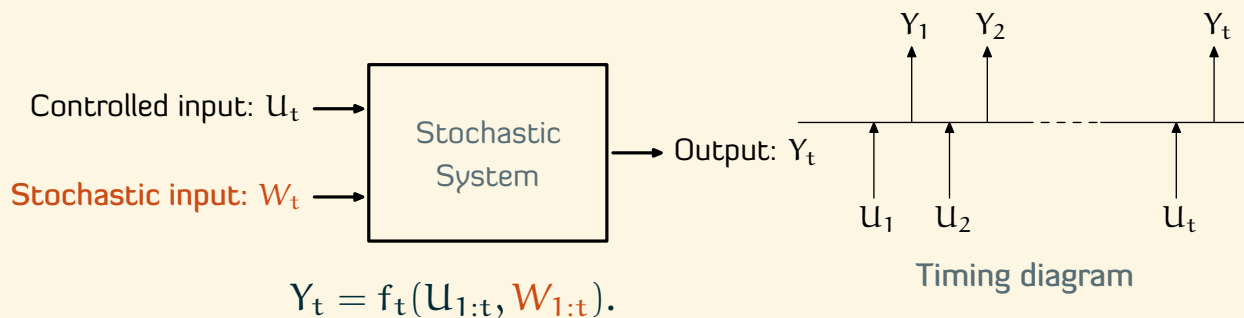 Controlled input: U_t
Stochastic input: W_t
Stochastic
System
Output: Y_t
Y_t = f_t(U_{1:t}, W_{1:t}).
Y_1 Y_2 Y_t
U_1 U_2 U_t
Timing diagram